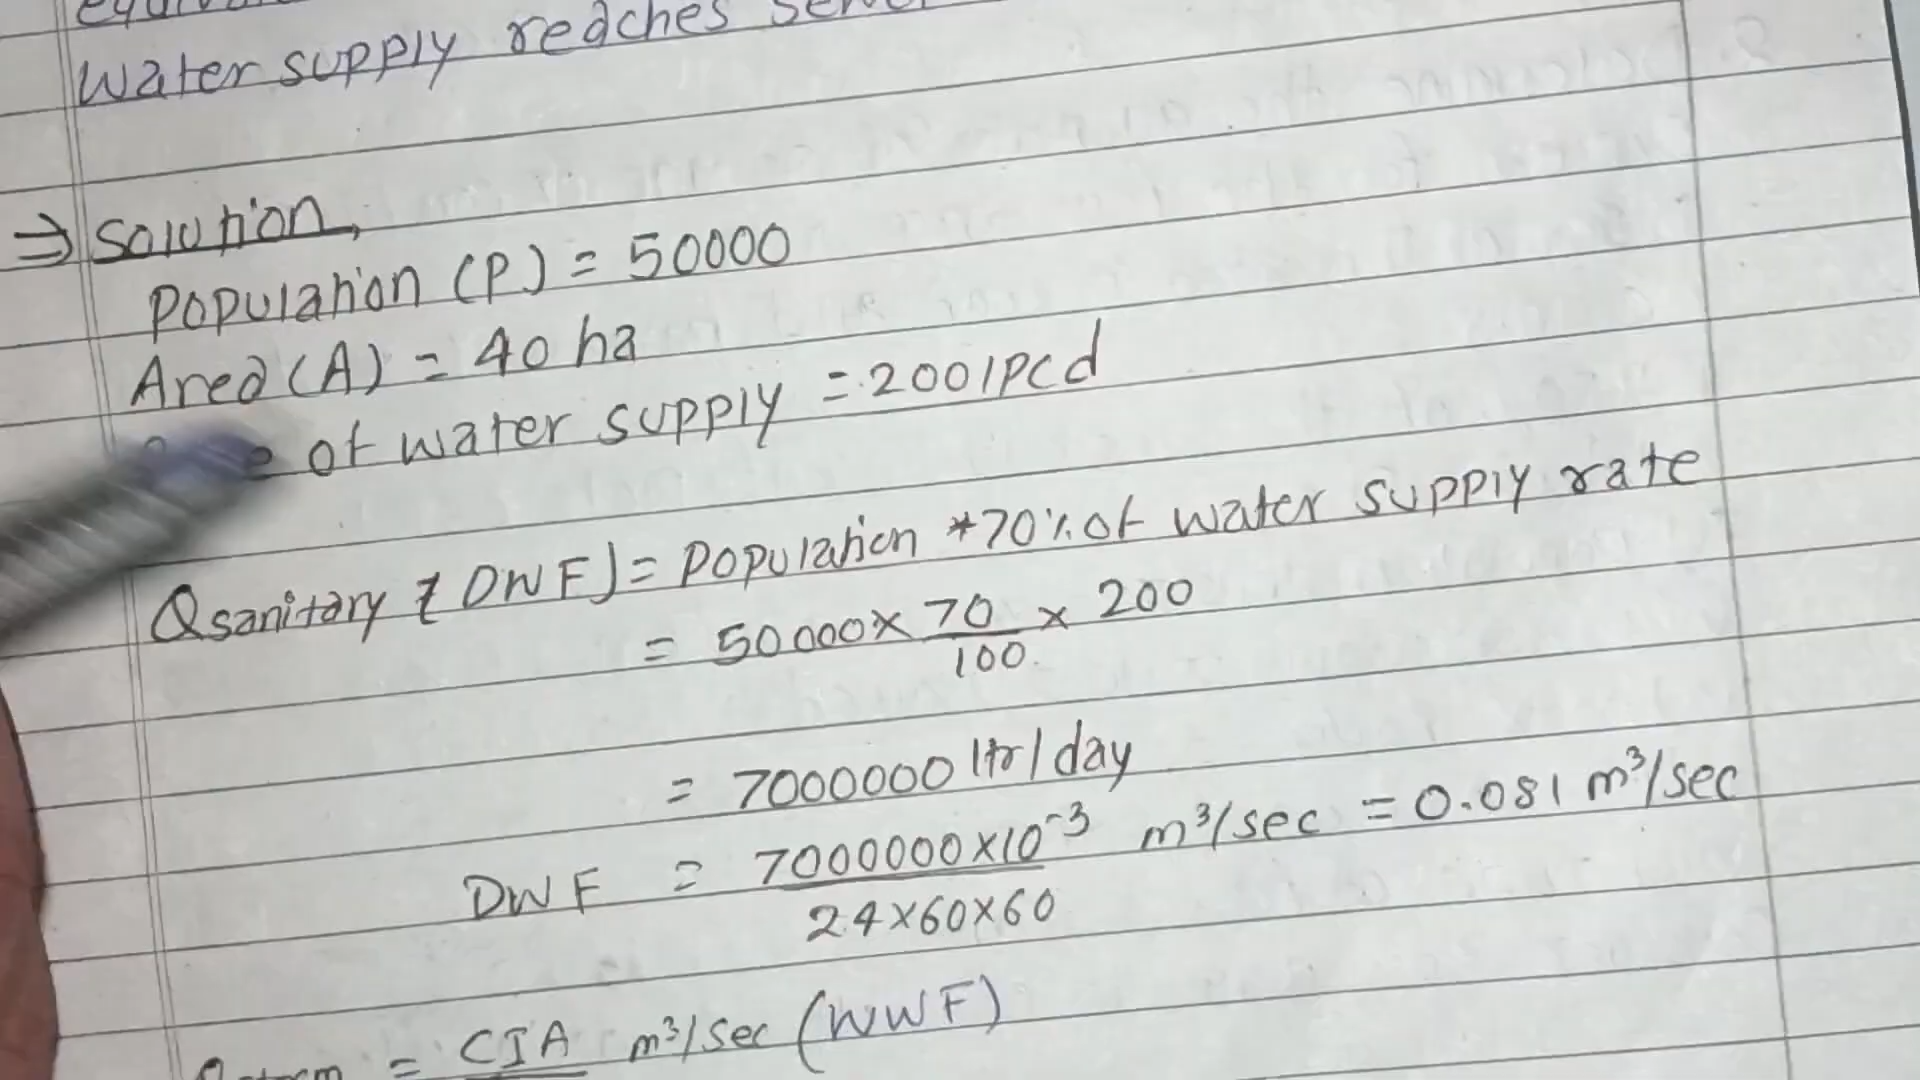 water supply reaches
⇒ Solution,
Population (P) = 50000
Area (A) = 40 ha
of water supply = 200 lpcd
Qsanitary { DWF } = Population * 70% of water supply rate
= 50000 × 70/100 × 200
= 7000000 ltr/day
DWF = 7000000×10⁻³/24×60×60 m³/sec = 0.081 m³/sec
= CIA m³/sec (WWF)